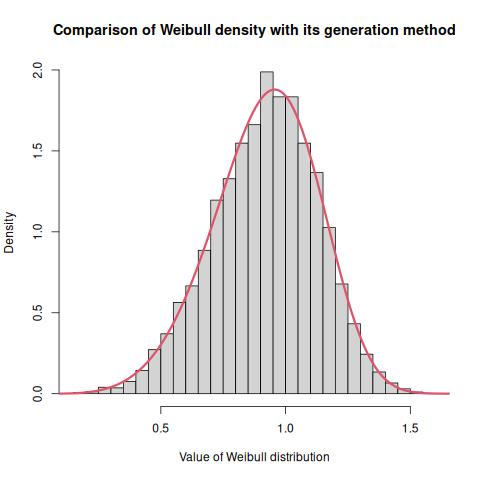 Comparison of Weibull density with its generation method
Density
2.0
1.5
1.0
0.5
0.0
0.5 1.0 1.5
Value of Weibull distribution